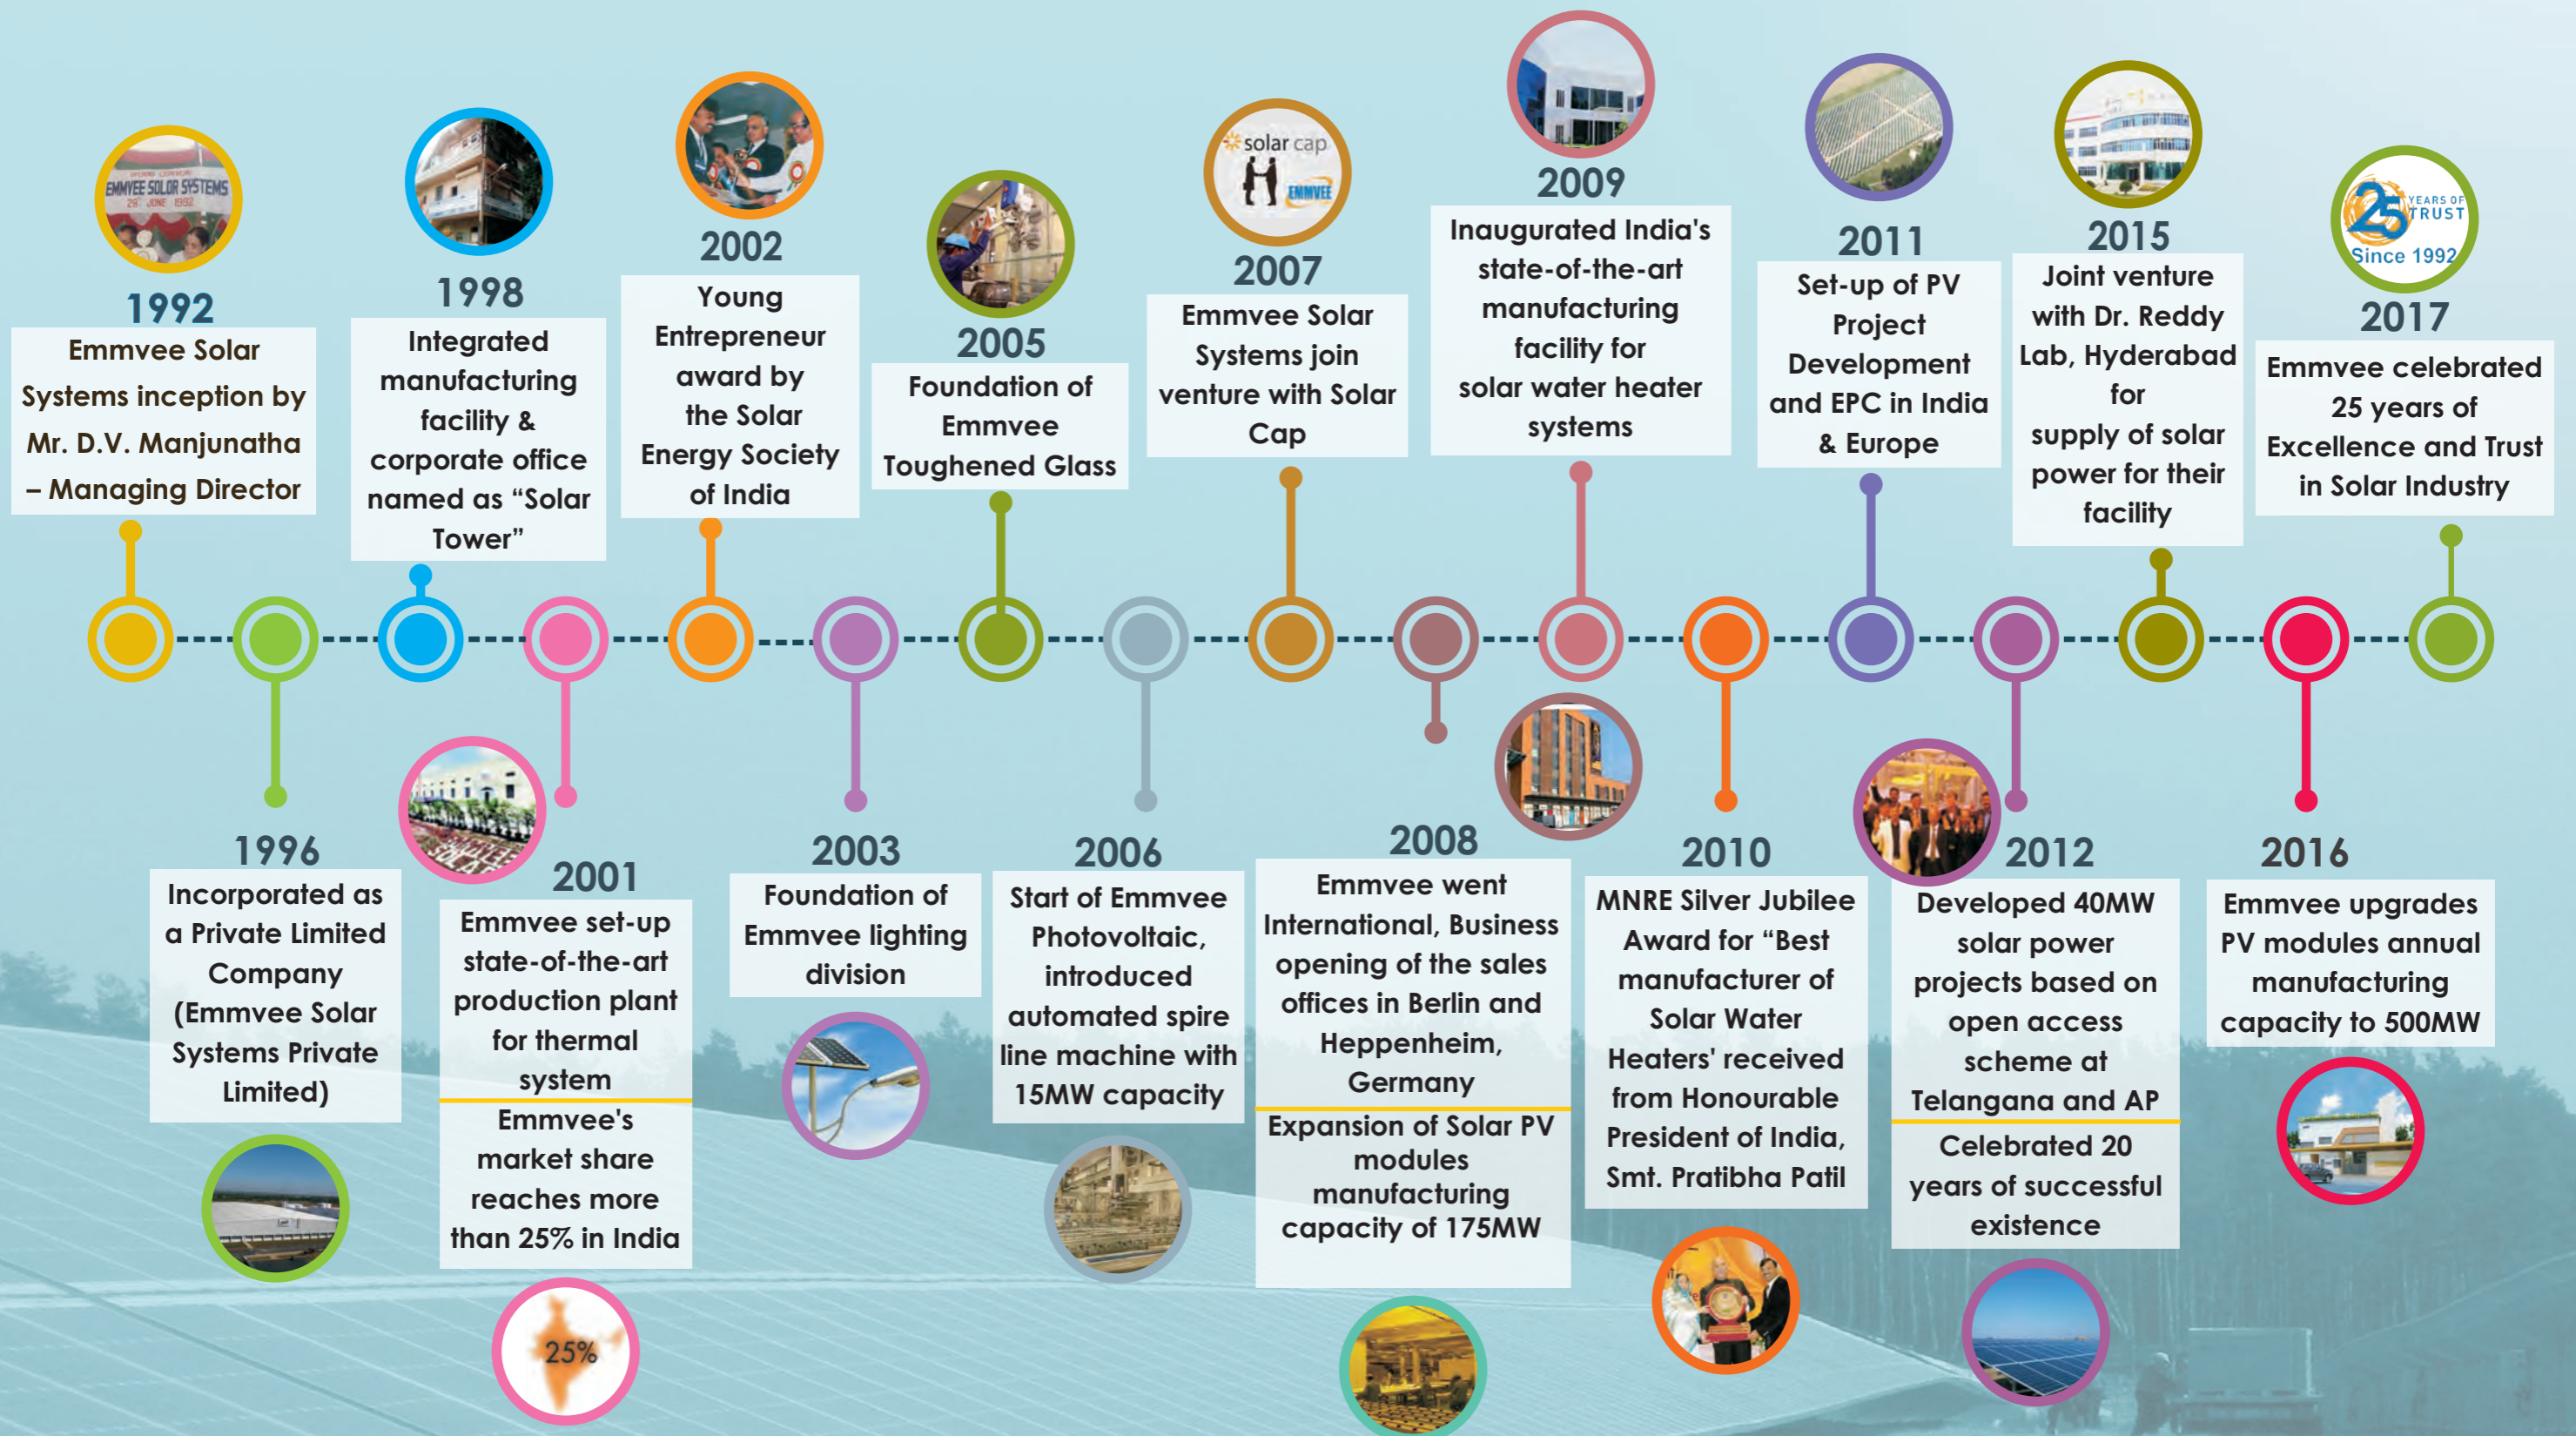 EMMVEE SOLOR SYSTEMS
28TH JUNE 1992
1992
Emmvee Solar
Systems inception by
Mr. D.V. Manjunatha
– Managing Director
1998
Integrated
manufacturing
facility &
corporate office
named as “Solar
Tower”
2002
Young
Entrepreneur
award by
the Solar
Energy Society
of India
2005
Foundation of
Emmvee
Toughened Glass
solar cap
EMMVEE
2007
Emmvee Solar
Systems join
venture with Solar
Cap
2009
Inaugurated India's
state-of-the-art
manufacturing
facility for
solar water heater
systems
2011
Set-up of PV
Project
Development
and EPC in India
& Europe
2015
Joint venture
with Dr. Reddy
Lab, Hyderabad
for
supply of solar
power for their
facility
25 YEARS OF
TRUST
Since 1992
2017
Emmvee celebrated
25 years of
Excellence and Trust
in Solar Industry
1996
Incorporated as
a Private Limited
Company
(Emmvee Solar
Systems Private
Limited)
EMMVEE
SOLAR
2001
Emmvee set-up
state-of-the-art
production plant
for thermal
system
Emmvee's
market share
reaches more
than 25% in India
25%
2003
Foundation of
Emmvee lighting
division
2006
Start of Emmvee
Photovoltaic,
introduced
automated spire
line machine with
15MW capacity
2008
Emmvee went
International, Business
opening of the sales
offices in Berlin and
Heppenheim,
Germany
Expansion of Solar PV
modules
manufacturing
capacity of 175MW
2010
MNRE Silver Jubilee
Award for “Best
manufacturer of
Solar Water
Heaters' received
from Honourable
President of India,
Smt. Pratibha Patil
2012
Developed 40MW
solar power
projects based on
open access
scheme at
Telangana and AP
Celebrated 20
years of successful
existence
2016
Emmvee upgrades
PV modules annual
manufacturing
capacity to 500MW